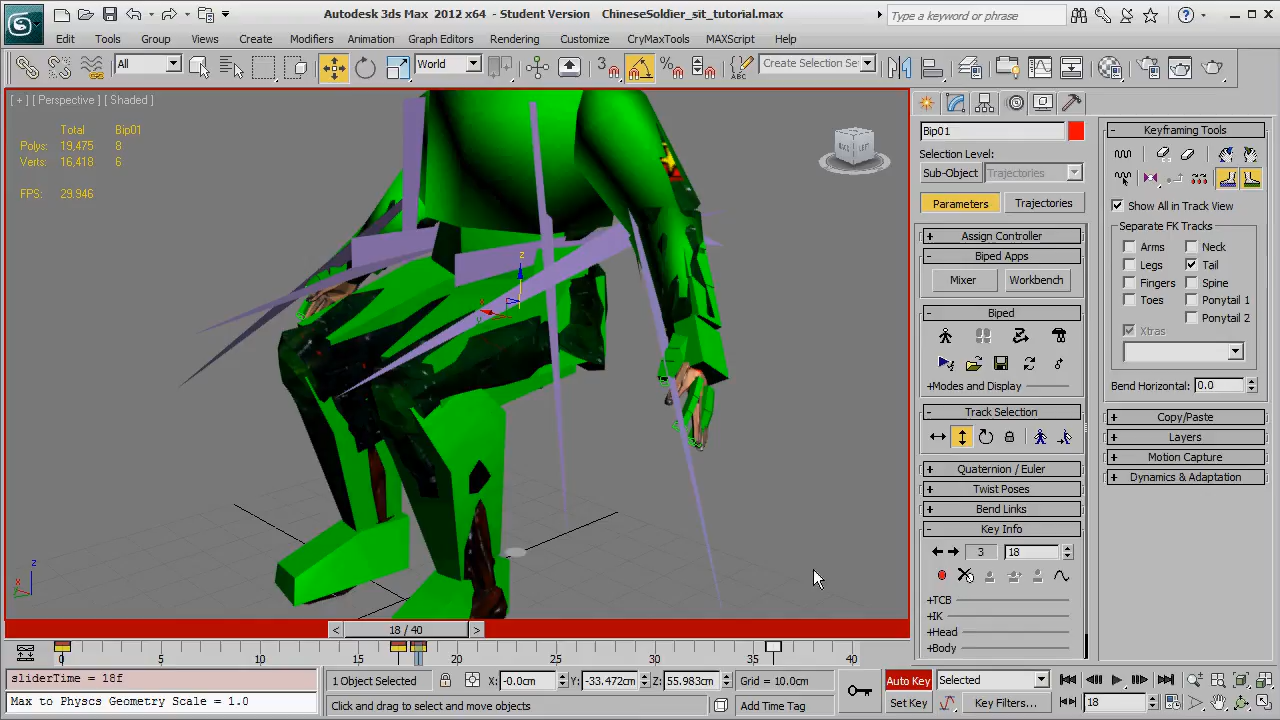 Autodesk 3ds Max 2012 x64 - Student Version ChineseSoldier_sit_tutorial.max
Type a keyword or phrase
Edit Tools Group Views Create Modifiers Animation Graph Editors Rendering Customize CryMaxTools MAXScript Help
All World 3 Create Selection Se
[ + ] [ Perspective ] [ Shaded ]
Total Bip01
Polys: 19,475 8
Verts: 16,418 6
FPS: 29.946
BACK LEFT
z
x
y
z
x
Bip01
Selection Level:
Sub-Object Trajectories
Parameters Trajectories
+ Assign Controller
- Biped Apps
Mixer Workbench
- Biped
+Modes and Display
- Track Selection
+ Quaternion / Euler
+ Twist Poses
+ Bend Links
- Key Info
3 18
+TCB
+IK
+Head
+Body
- Keyframing Tools
Show All in Track View
Separate FK Tracks
Arms Neck
Legs Tail
Fingers Spine
Toes Ponytail 1
Ponytail 2
Xtras
Bend Horizontal: 0.0
+ Copy/Paste
+ Layers
+ Motion Capture
+ Dynamics & Adaptation
< 18 / 40 >
0 5 10 15 20 25 30 35 40
sliderTime = 18f
Max to Physcs Geometry Scale = 1.0
1 Object Selected X: -0.0cm Y: -33.472cm Z: 55.983cm Grid = 10.0cm
Click and drag to select and move objects Add Time Tag
Auto Key Selected
Set Key Key Filters... 18